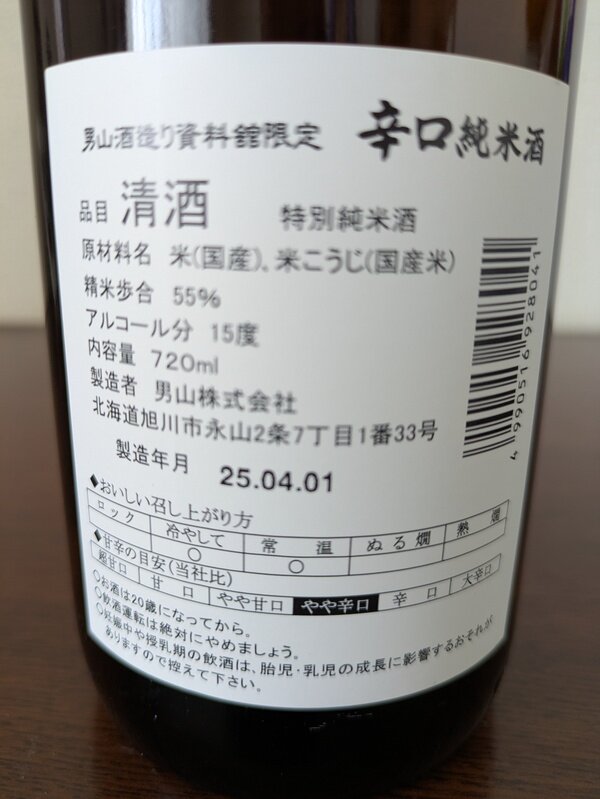 男山酒造り資料舘限定 辛口純米酒
品目 清酒 特別純米酒
原材料名 米(国産)、米こうじ(国産米)
精米歩合 55%
アルコール分 15度
内容量 720ml
製造者 男山株式会社
北海道旭川市永山2条7丁目1番33号
製造年月 25.04.01
4 990516 928041
◆おいしい召し上がり方
ロック 冷やして 常温 ぬる燗 熱燗
○ ○
◆甘辛の目安(当社比)
超甘口 甘口 やや甘口 やや辛口 辛口 大辛口
○お酒は20歳になってから。
○飲酒運転は絶対にやめましょう。
○妊娠中や授乳期の飲酒は、胎児・乳児の成長に影響するおそれが
ありますので控えて下さい。